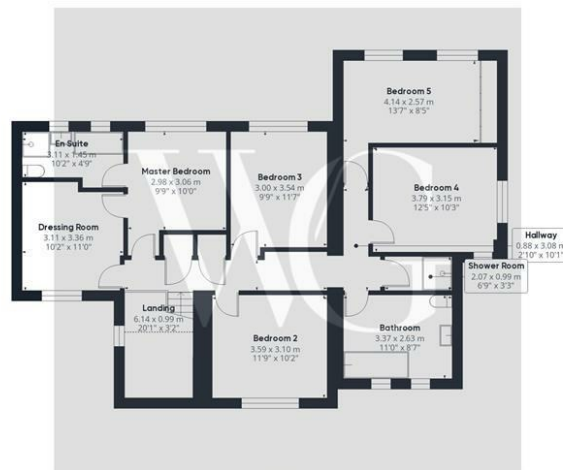 Bedroom 5
4.14 x 2.57 m
13'7" x 8'5"
En Suite
3.11 x 1.45 m
10'2" x 4'9"
Master Bedroom
2.98 x 3.06 m
9'9" x 10'0"
Bedroom 3
3.00 x 3.54 m
9'9" x 11'7"
Bedroom 4
3.79 x 3.15 m
12'5" x 10'3"
Dressing Room
3.11 x 3.36 m
10'2" x 11'0"
Hallway
0.88 x 3.08 m
2'10" x 10'1"
Shower Room
2.07 x 0.99 m
6'9" x 3'3"
Landing
6.14 x 0.99 m
20'1" x 3'2"
Bedroom 2
3.59 x 3.10 m
11'9" x 10'2"
Bathroom
3.37 x 2.63 m
11'0" x 8'7"
WG